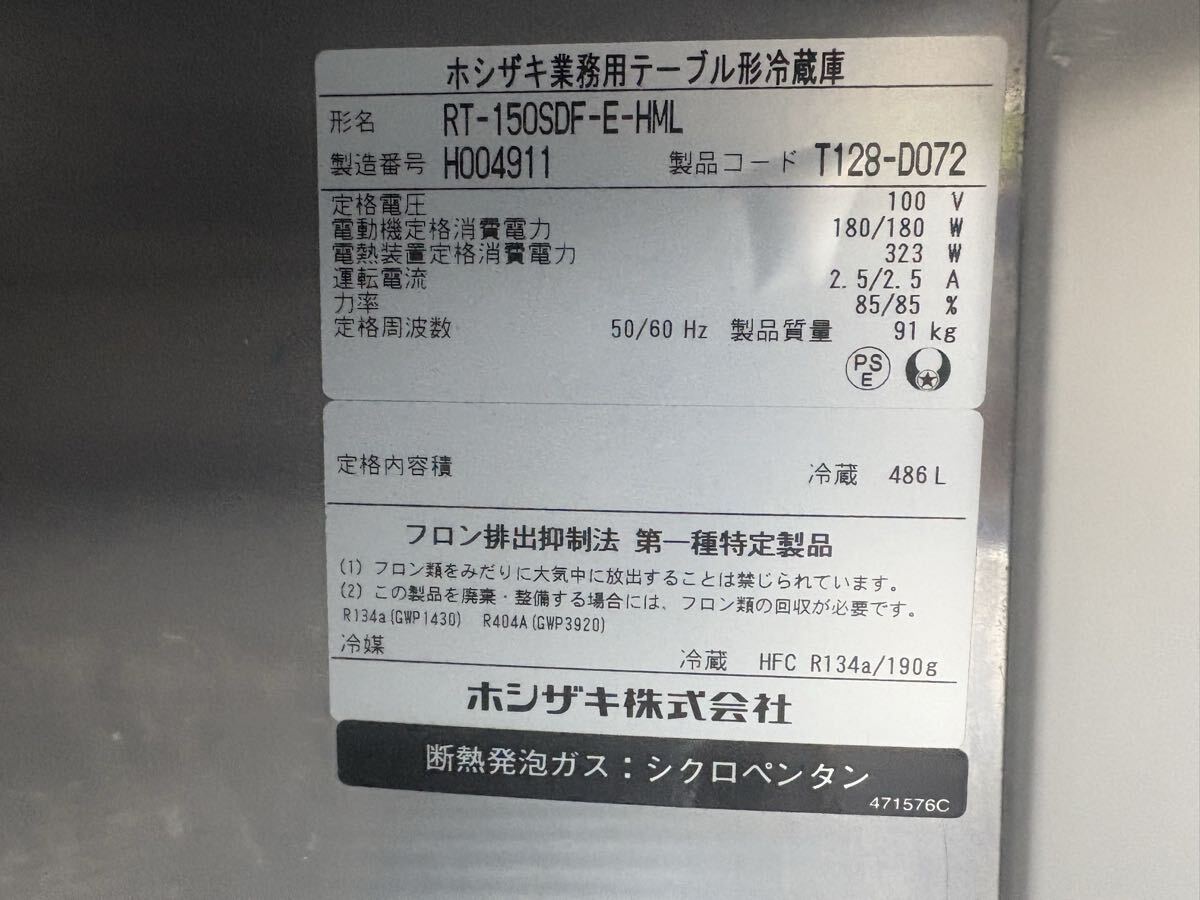 ホシザキ業務用テーブル形冷蔵庫
形名 RT-150SDF-E-HML
製造番号 H004911 製品コード T128-D072
定格電圧 100 V
電動機定格消費電力 180/180 W
電熱装置定格消費電力 323 W
運転電流 2.5/2.5 A
力率 85/85 %
定格周波数 50/60 Hz 製品質量 91 kg
PS
E
定格内容積 冷蔵 486 L
フロン排出抑制法 第一種特定製品
(1) フロン類をみだりに大気中に放出することは禁じられています。
(2) この製品を廃棄・整備する場合には、フロン類の回収が必要です。
R134a(GWP1430) R404A(GWP3920)
冷媒 冷蔵 HFC R134a/190g
ホシザキ株式会社
断熱発泡ガス：シクロペンタン
471576C